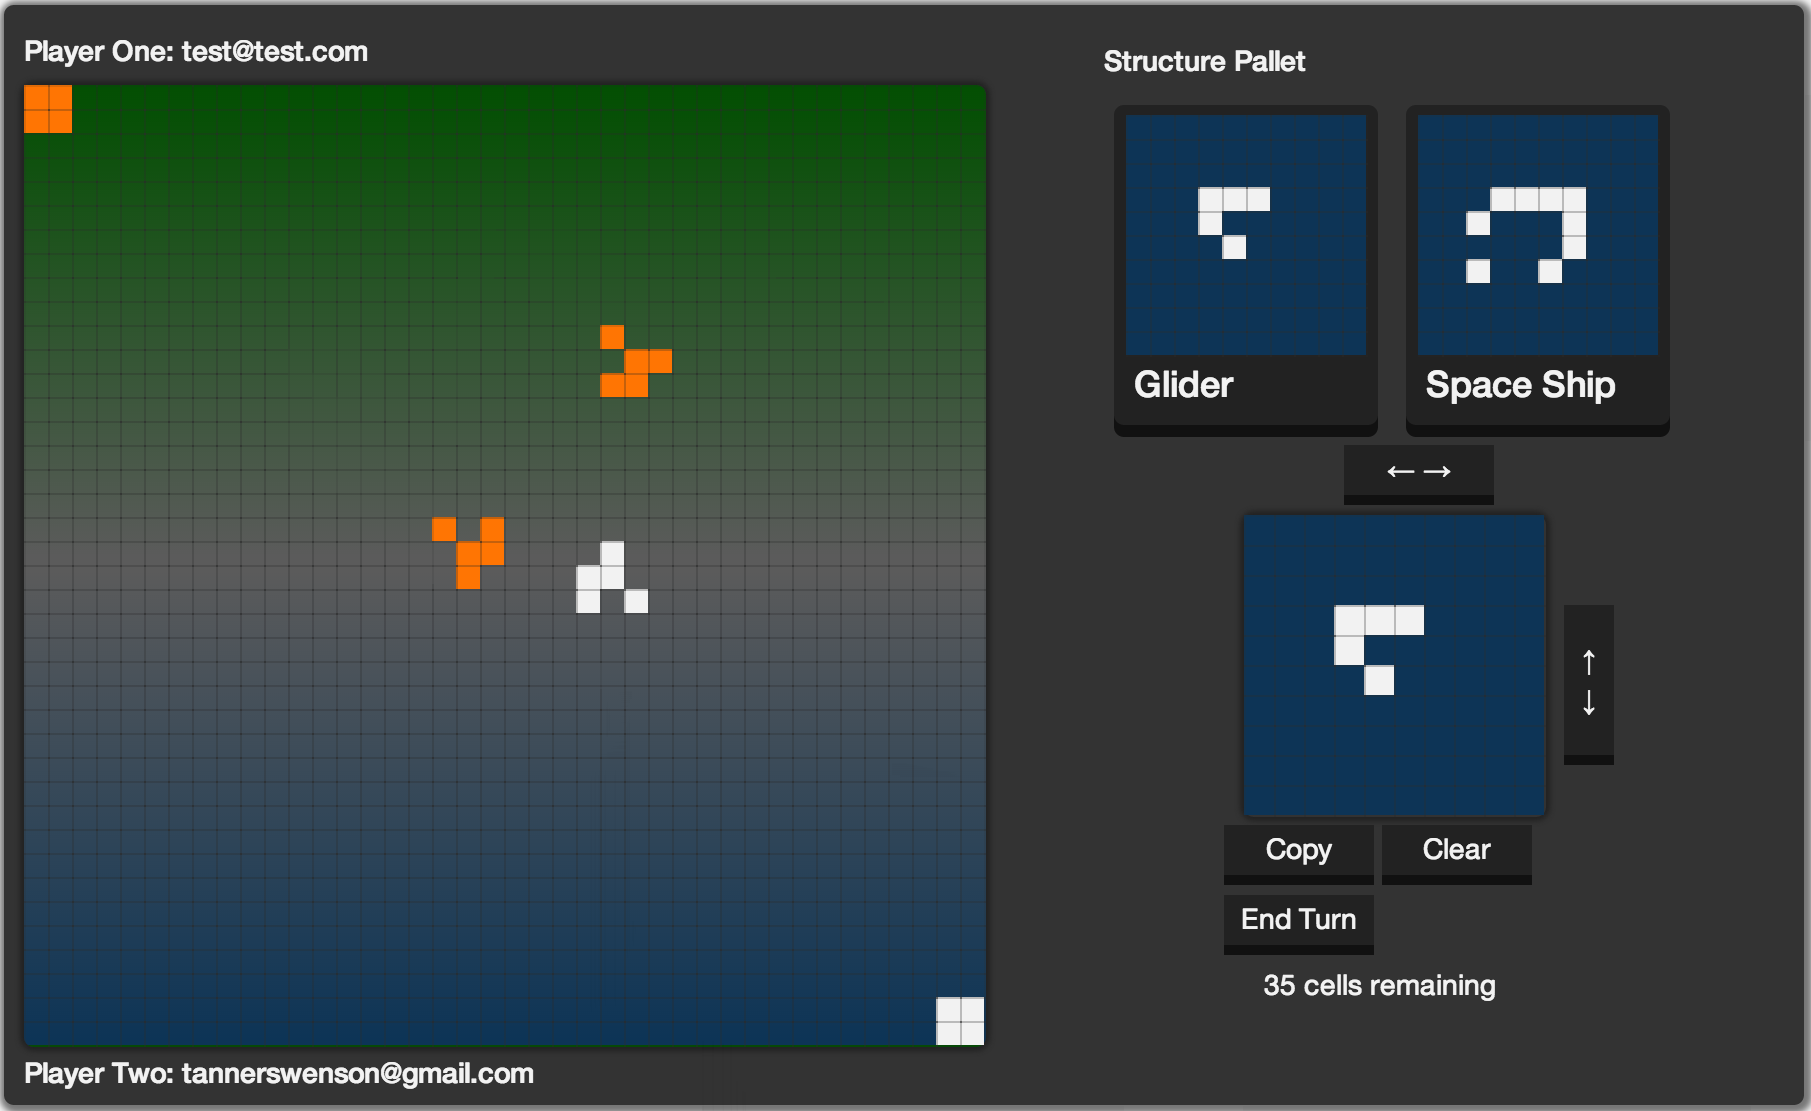 Player One: test@test.com
Structure Pallet
Glider
Space Ship
←→
↑
↓
Copy
Clear
End Turn
35 cells remaining
Player Two: tannerswenson@gmail.com